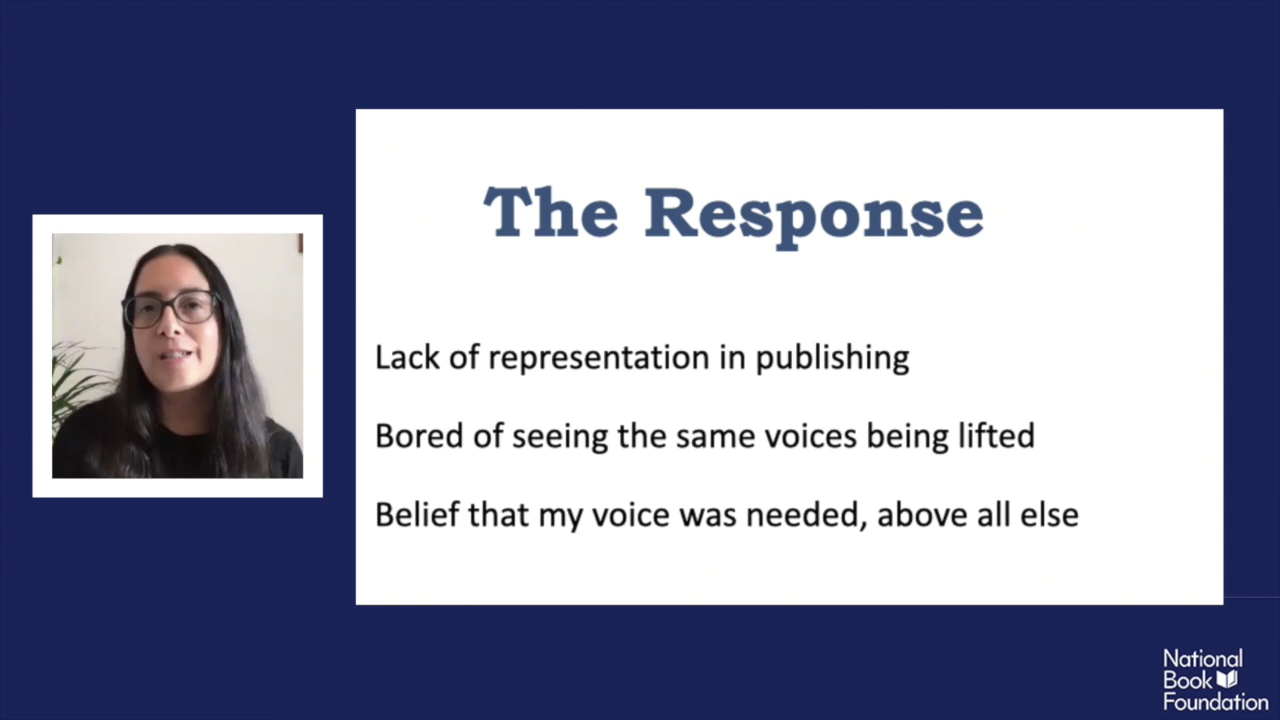 The Response
Lack of representation in publishing
Bored of seeing the same voices being lifted
Belief that my voice was needed, above all else
National
Book
Foundation